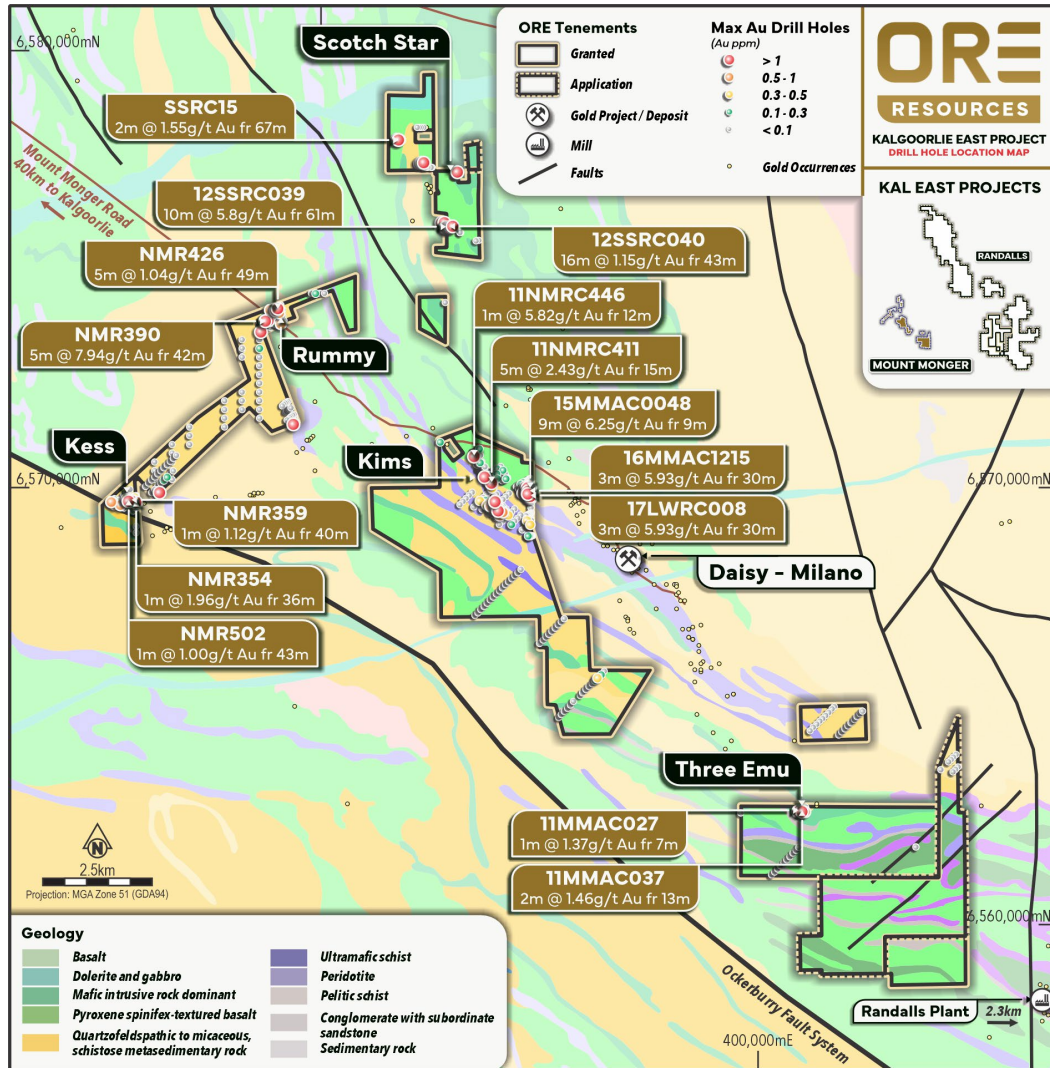 6,580,000mN
Scotch Star
SSRC15
2m @ 1.55g/t Au fr 67m
Mount Monger Road
40km to Kalgoorlie
12SSRC039
10m @ 5.8g/t Au fr 61m
12SSRC040
16m @ 1.15g/t Au fr 43m
NMR426
5m @ 1.04g/t Au fr 49m
NMR390
5m @ 7.94g/t Au fr 42m
Rummy
11NMRC446
1m @ 5.82g/t Au fr 12m
11NMRC411
5m @ 2.43g/t Au fr 15m
15MMAC0048
9m @ 6.25g/t Au fr 9m
16MMAC1215
3m @ 5.93g/t Au fr 30m
17LWRC008
3m @ 5.93g/t Au fr 30m
Kess
Kims
6,570,000mN
6,570,000mN
NMR359
1m @ 1.12g/t Au fr 40m
NMR354
1m @ 1.96g/t Au fr 36m
NMR502
1m @ 1.00g/t Au fr 43m
Daisy - Milano
Three Emu
11MMAC027
1m @ 1.37g/t Au fr 7m
11MMAC037
2m @ 1.46g/t Au fr 13m
6,560,000mN
Ockerburry Fault System
Randalls Plant
2.3km
400,000mE
N
2.5km
Projection: MGA Zone 51 (GDA94)
ORE Tenements
Granted
Application
Gold Project / Deposit
Mill
Faults
Max Au Drill Holes
(Au ppm)
> 1
0.5 - 1
0.3 - 0.5
0.1 - 0.3
< 0.1
Gold Occurrences
ORE
RESOURCES
KALGOORLIE EAST PROJECT
DRILL HOLE LOCATION MAP
KAL EAST PROJECTS
RANDALLS
MOUNT MONGER
Geology
Basalt
Dolerite and gabbro
Mafic intrusive rock dominant
Pyroxene spinifex-textured basalt
Quartzofeldspathic to micaceous,
schistose metasedimentary rock
Ultramafic schist
Peridotite
Pelitic schist
Conglomerate with subordinate
sandstone
Sedimentary rock